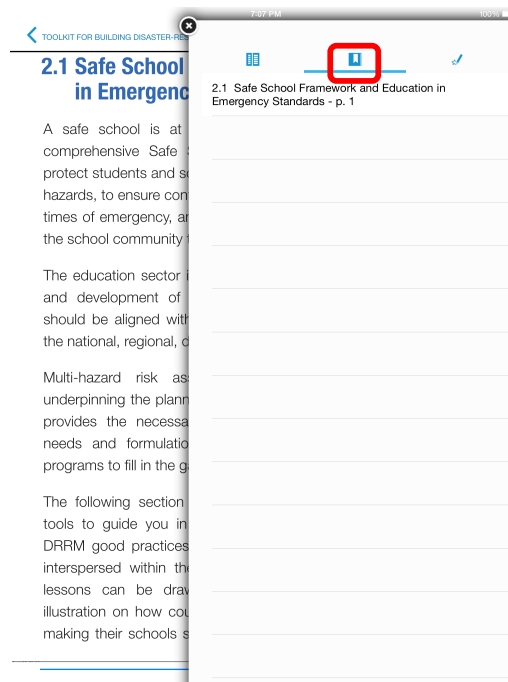 7:07 PM
100%
TOOLKIT FOR BUILDING DISASTER-RES
2.1 Safe School
in Emergenc
2.1 Safe School Framework and Education in
Emergency Standards - p. 1
A safe school is at
comprehensive Safe
protect students and sc
hazards, to ensure con
times of emergency, an
the school community
The education sector i
and development of
should be aligned with
the national, regional, d
Multi-hazard risk as
underpinning the plann
provides the necessa
needs and formulatio
programs to fill in the g
The following section
tools to guide you in
DRRM good practices
interspersed within the
lessons can be draw
illustration on how cou
making their schools s